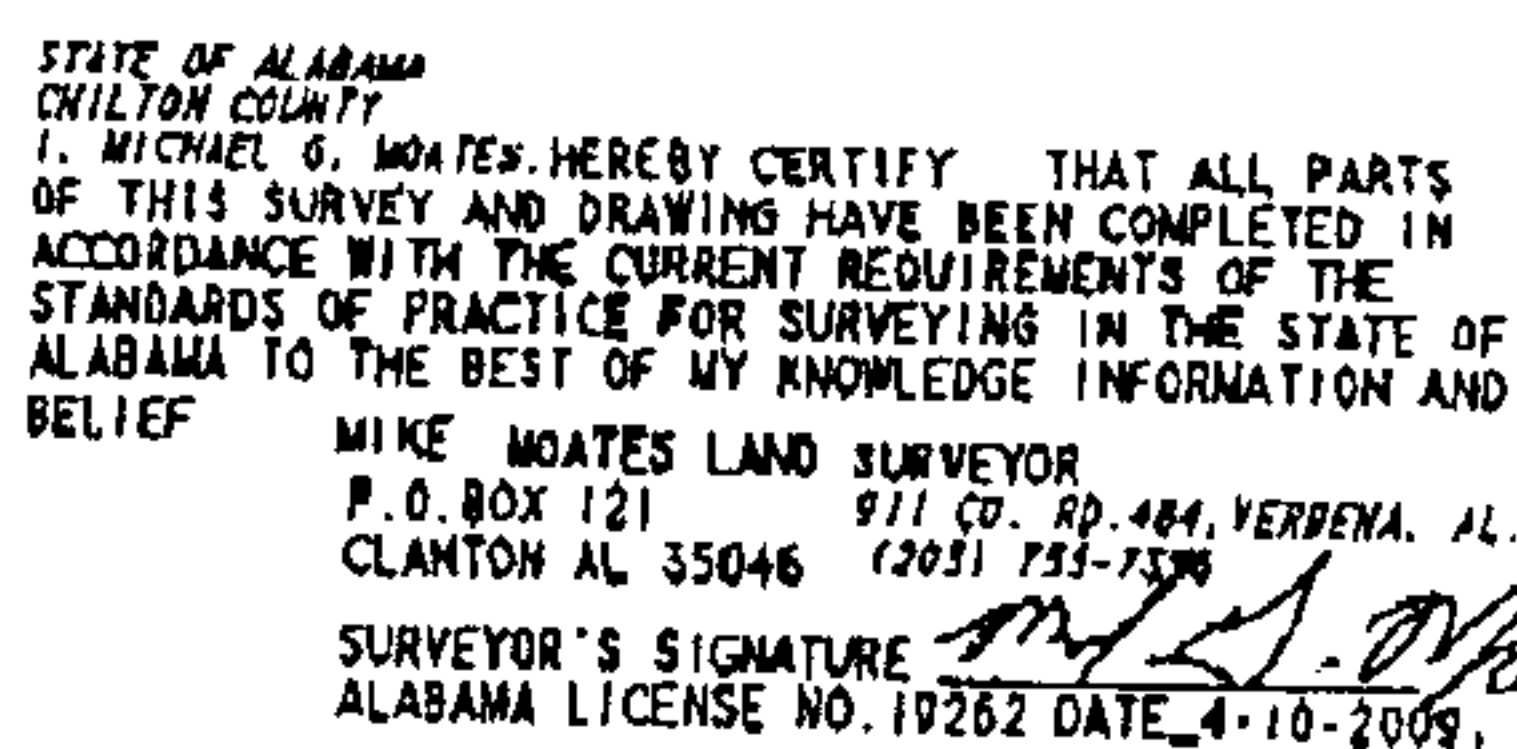 STATE OF ALABAMA
CHILTON COUNTY
I. MICHAEL G. MOATES. HEREBY CERTIFY THAT ALL PARTS
OF THIS SURVEY AND DRAWING HAVE BEEN COMPLETED IN
ACCORDANCE WITH THE CURRENT REQUIREMENTS OF THE
STANDARDS OF PRACTICE FOR SURVEYING IN THE STATE OF
ALABAMA TO THE BEST OF MY KNOWLEDGE INFORMATION AND
BELIEF
MIKE MOATES LAND SURVEYOR
P.O.BOX 121 911 CO. RD.484, VERBENA. AL.
CLANTON AL 35046 (205)
SURVEYOR'S SIGNATURE
ALABAMA LICENSE NO. 19262 DATE_4-10-2009.